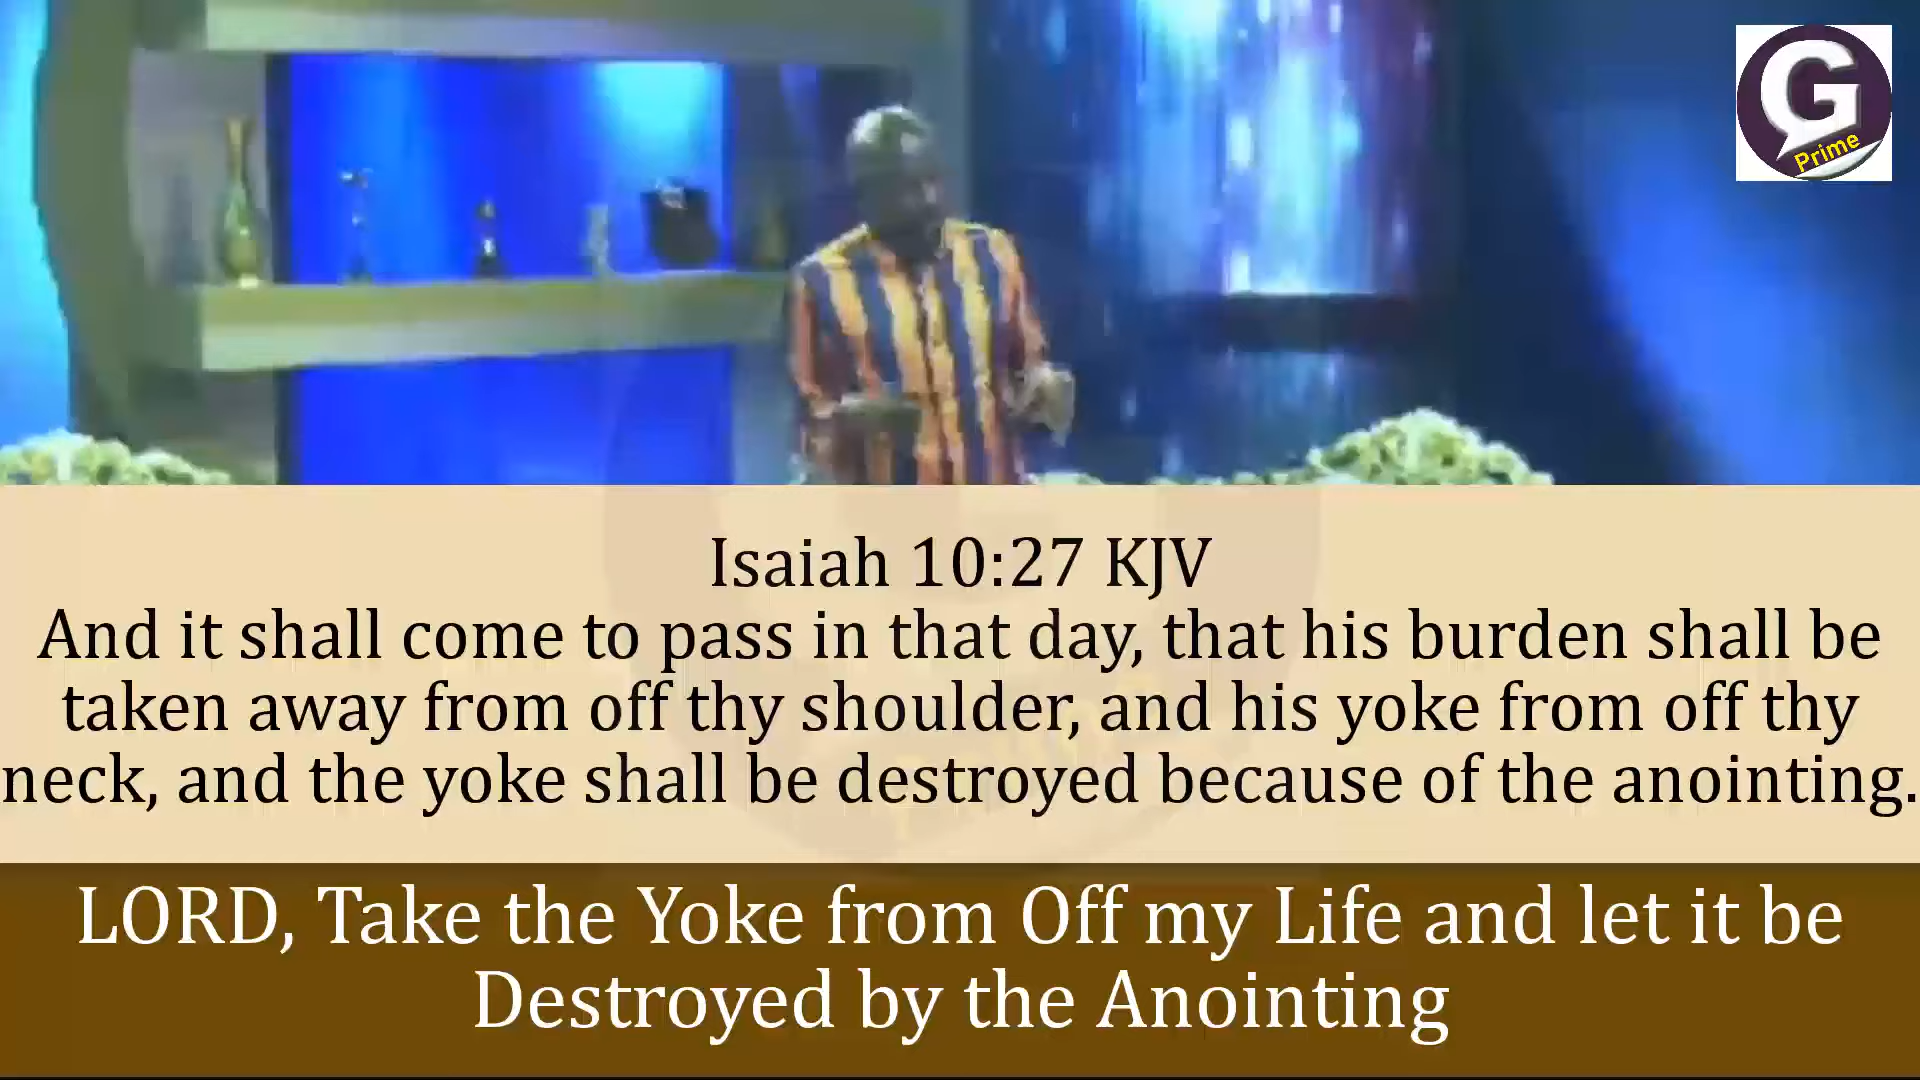 G
Prime
Isaiah 10:27 KJV
And it shall come to pass in that day, that his burden shall be
taken away from off thy shoulder, and his yoke from off thy
neck, and the yoke shall be destroyed because of the anointing.
LORD, Take the Yoke from Off my Life and let it be
Destroyed by the Anointing